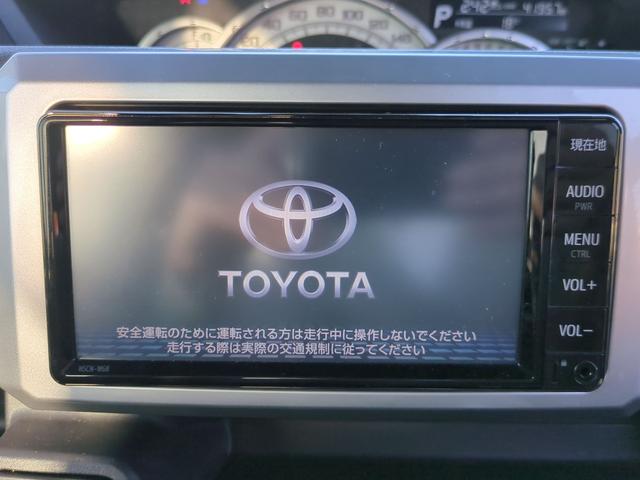 P
現在地
AUDIO
PWR
MENU
CTRL
VOL+
VOL-
TOYOTA
安全運転のために運転される方は走行中に操作しないでください
走行する際は実際の交通規制に従ってください
NSCN-W68